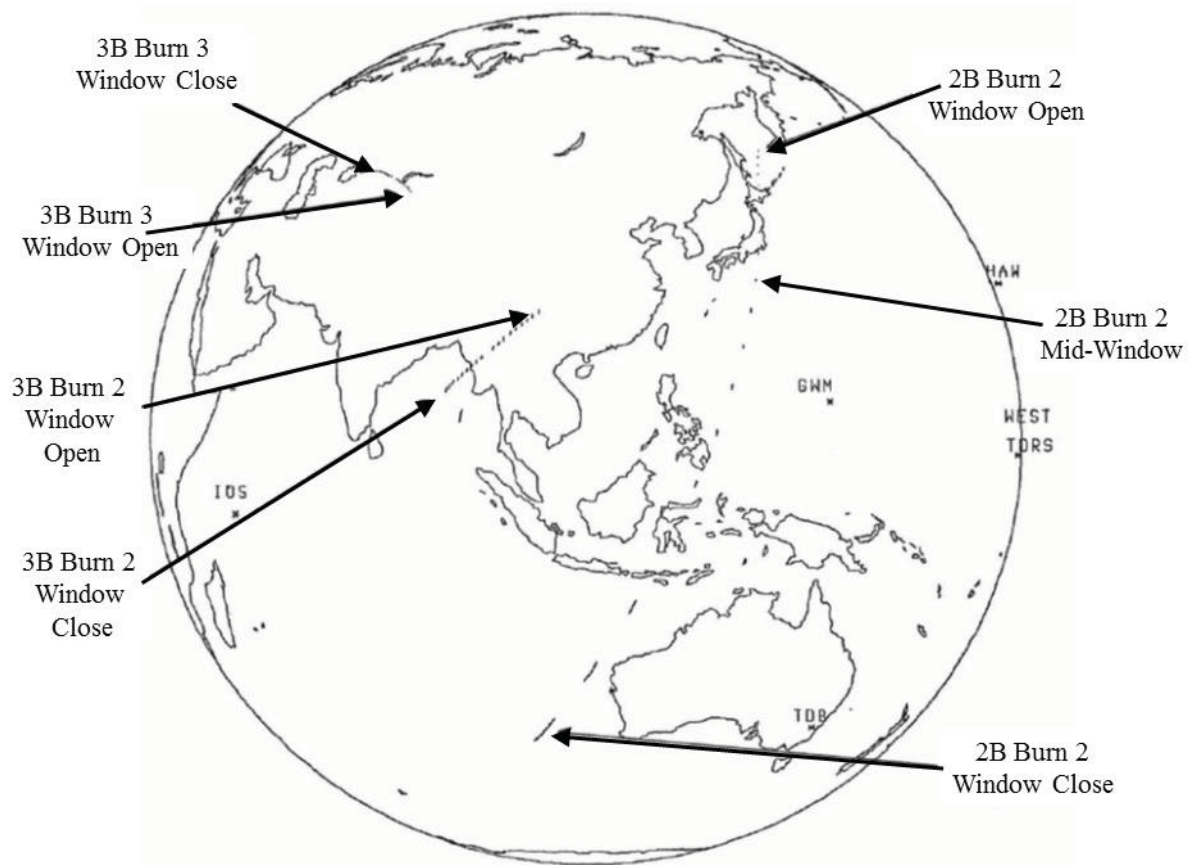 3B Burn 3
Window Close
2B Burn 2
Window Open
3B Burn 3
Window Open
HAW
2B Burn 2
Mid-Window
3B Burn 2
Window
Open
GWM
WEST
TDRS
IOS
3B Burn 2
Window
Close
TDB
2B Burn 2
Window Close